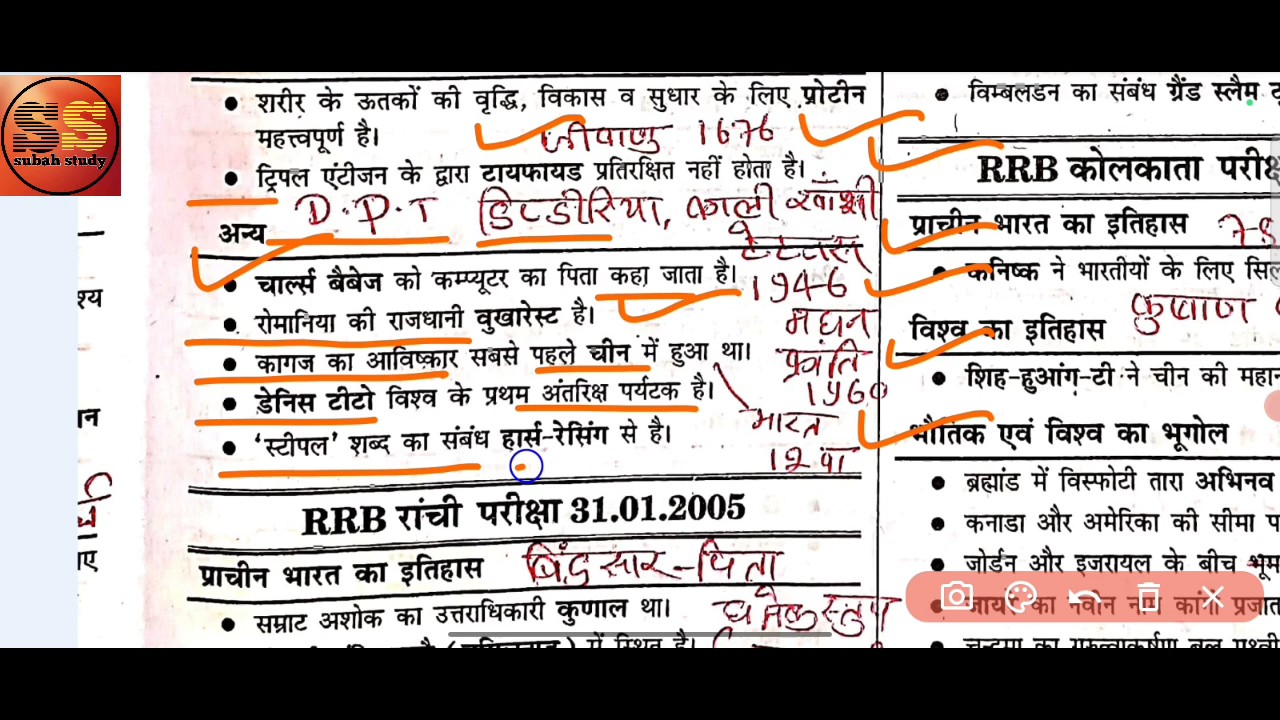 SS
subah study
शरीर के ऊतकों की वृद्धि, विकास व सुधार के लिए प्रोटीन
महत्त्वपूर्ण है।
जीवाणु 1676
ट्रिपल एंटीजन के द्वारा टायफायड प्रतिरक्षित नहीं होता है।
D.P.T
काली
अन्य
टेटनस
चार्ल्स बैबेज को कम्प्यूटर का पिता कहा जाता है।
1946
रोमानिया की राजधानी वुखारेस्ट है।
कागज का आविष्कार सबसे पहले चीन में हुआ था।
1960
डेनिस टीटो विश्व के प्रथम अंतरिक्ष पर्यटक है।
भारत
'स्टीपल' शब्द का संबंध हार्स-रेसिंग से है।
12 वा
RRB रांची परीक्षा 31.01.2005
प्राचीन भारत का इतिहास
पिता
सम्राट अशोक का उत्तराधिकारी कुणाल था।
में स्थित है।
विम्बलडन का संबंध ग्रैंड स्लैम
RRB कोलकाता
प्राचीन भारत का इतिहास
कनिष्क ने भारतीयों के लिए
कुषाण
विश्व का इतिहास
शिह-हुआंग-टी ने चीन की
भौतिक एवं विश्व का भूगोल
ब्रह्मांड में विस्फोटी तारा अभिनव
कनाडा और अमेरिका की सीमा
जोर्डन और इजरायल के बीच
का नवीन नाम कांगो